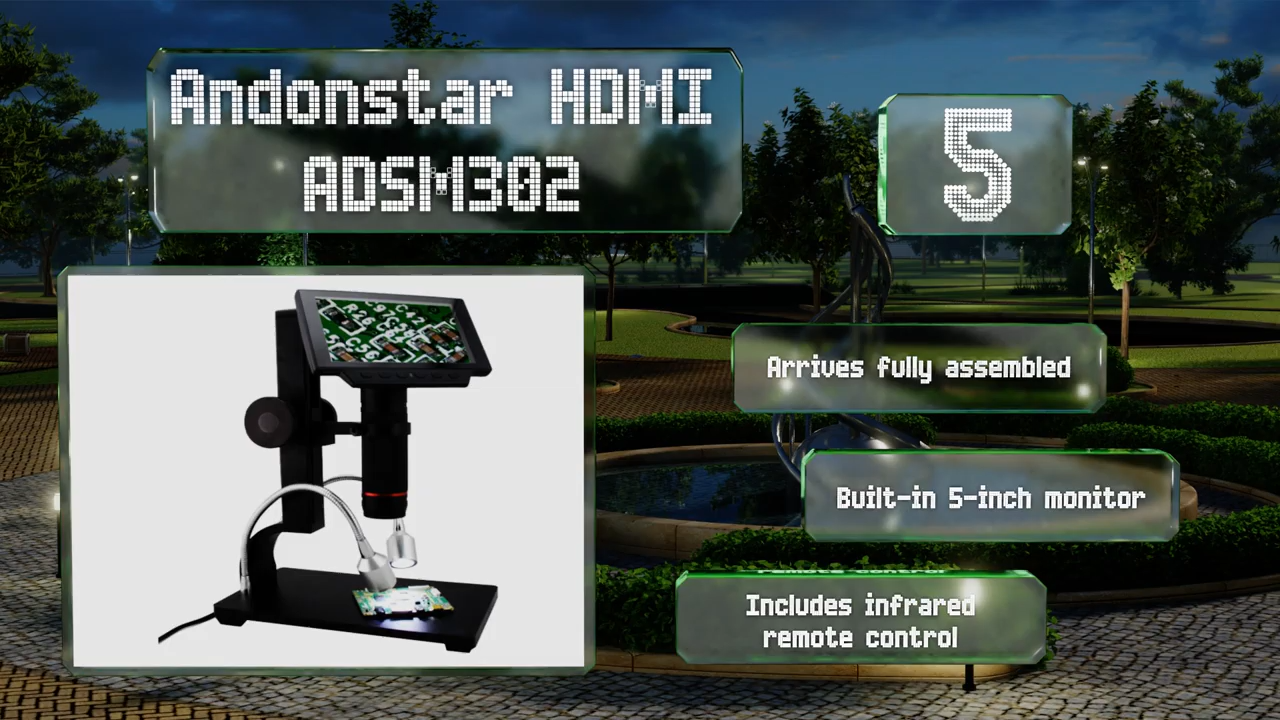 Andonstar HDMI
ADSM302
5
Arrives fully assembled
Built-in 5-inch monitor
Includes infrared
remote control